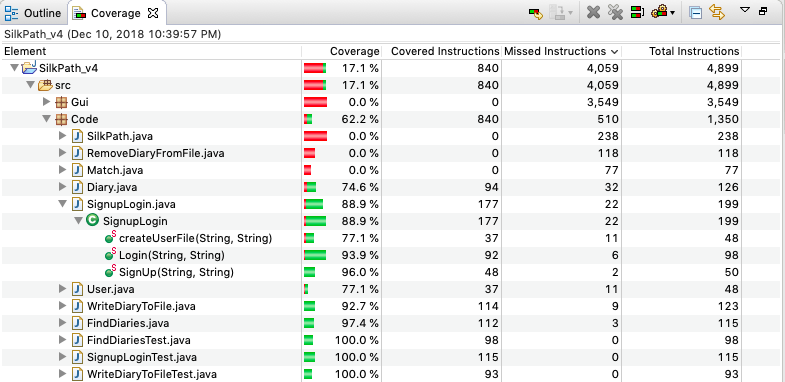 Outline Coverage
SilkPath_v4 (Dec 10, 2018 10:39:57 PM)
Element Coverage Covered Instructions Missed Instructions Total Instructions
SilkPath_v4 17.1 % 840 4,059 4,899
src 17.1 % 840 4,059 4,899
Gui 0.0 % 0 3,549 3,549
Code 62.2 % 840 510 1,350
SilkPath.java 0.0 % 0 238 238
RemoveDiaryFromFile.java 0.0 % 0 118 118
Match.java 0.0 % 0 77 77
Diary.java 74.6 % 94 32 126
SignupLogin.java 88.9 % 177 22 199
SignupLogin 88.9 % 177 22 199
createUserFile(String, String) 77.1 % 37 11 48
Login(String, String) 93.9 % 92 6 98
SignUp(String, String) 96.0 % 48 2 50
User.java 77.1 % 37 11 48
WriteDiaryToFile.java 92.7 % 114 9 123
FindDiaries.java 97.4 % 112 3 115
FindDiariesTest.java 100.0 % 98 0 98
SignupLoginTest.java 100.0 % 115 0 115
WriteDiaryToFileTest.java 100.0 % 93 0 93